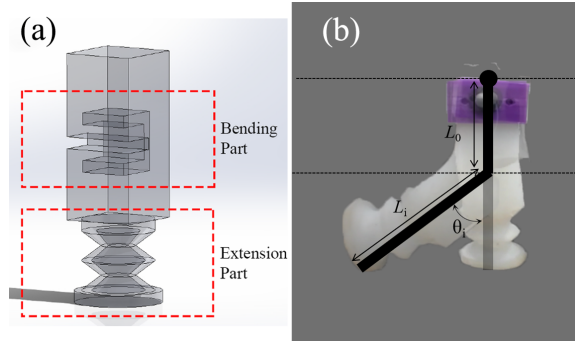 (a)
Bending
Part
Extension
Part
(b)
L₀
Lᵢ
θᵢ